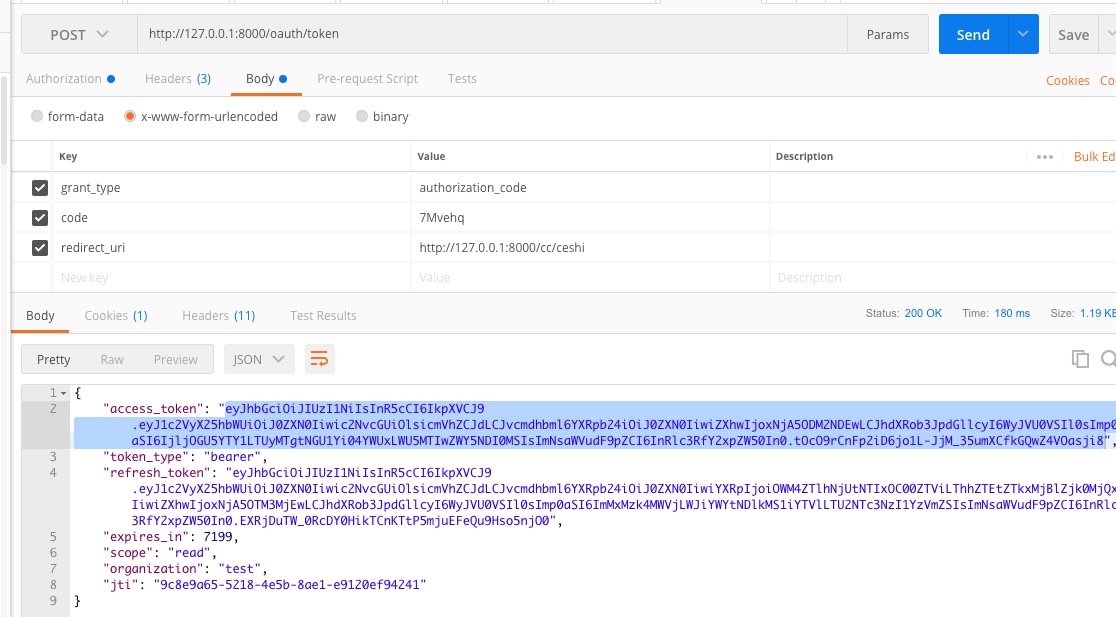 POST http://127.0.0.1:8000/oauth/token Params Send Save
Authorization Headers (3) Body Pre-request Script Tests Cookies Co
form-data x-www-form-urlencoded raw binary
Key Value Description Bulk Ed
grant_type authorization_code
code 7Mvehq
redirect_uri http://127.0.0.1:8000/cc/ceshi
New key Value Description
Body Cookies (1) Headers (11) Test Results Status: 200 OK Time: 180 ms Size: 1.19 KE
Pretty Raw Preview JSON
1 {
2 "access_token": "eyJhbGciOiJIUzI1NiIsInR5cCI6IkpXVCJ9
.eyJ1c2VyX25hbWUiOiJ0ZXN0Iiwic2NvcGUiOlsicmVhZCJdLCJvcmdhbml6YXRpb24iOiJ0ZXN0IiwiZXhwIjoxNjA5ODM2NDEwLCJhdXRob3JpdGllcyI6WyJVU0VSIl0sImp0
aSI6IjljOGU5YTY1LTUyMTgtNGU1Yi04YWUxLWU5MTIwZWY5NDI0MSIsImNsaWVudF9pZCI6InRlc3RfY2xpZW50In0.tOcO9rCnFp2iD6jo1L-JjM_35umXCfkGQwZ4VOasji8",
3 "token_type": "bearer",
4 "refresh_token": "eyJhbGciOiJIUzI1NiIsInR5cCI6IkpXVCJ9
.eyJ1c2VyX25hbWUiOiJ0ZXN0Iiwic2NvcGUiOlsicmVhZCJdLCJvcmdhbml6YXRpb24iOiJ0ZXN0IiwiYXRpIjoiOWM4ZTlhNjUtNTIxOC00ZTViLThhZTEtZTkxMjBlZjk0MjQx
IiwiZXhwIjoxNjA5OTM3MjEwLCJhdXRob3JpdGllcyI6WyJVU0VSIl0sImp0aSI6ImMxMzk4MWVjLWJiYWYtNDlkMS1iYTVlLTU2NTc3NzI1YzVmZSIsImNsaWVudF9pZCI6InRlc
3RfY2xpZW50In0.EXRjDuTW_0RcDY0HikTCnKTtP5mjuEFeQu9Hso5njO0",
5 "expires_in": 7199,
6 "scope": "read",
7 "organization": "test",
8 "jti": "9c8e9a65-5218-4e5b-8ae1-e9120ef94241"
9 }